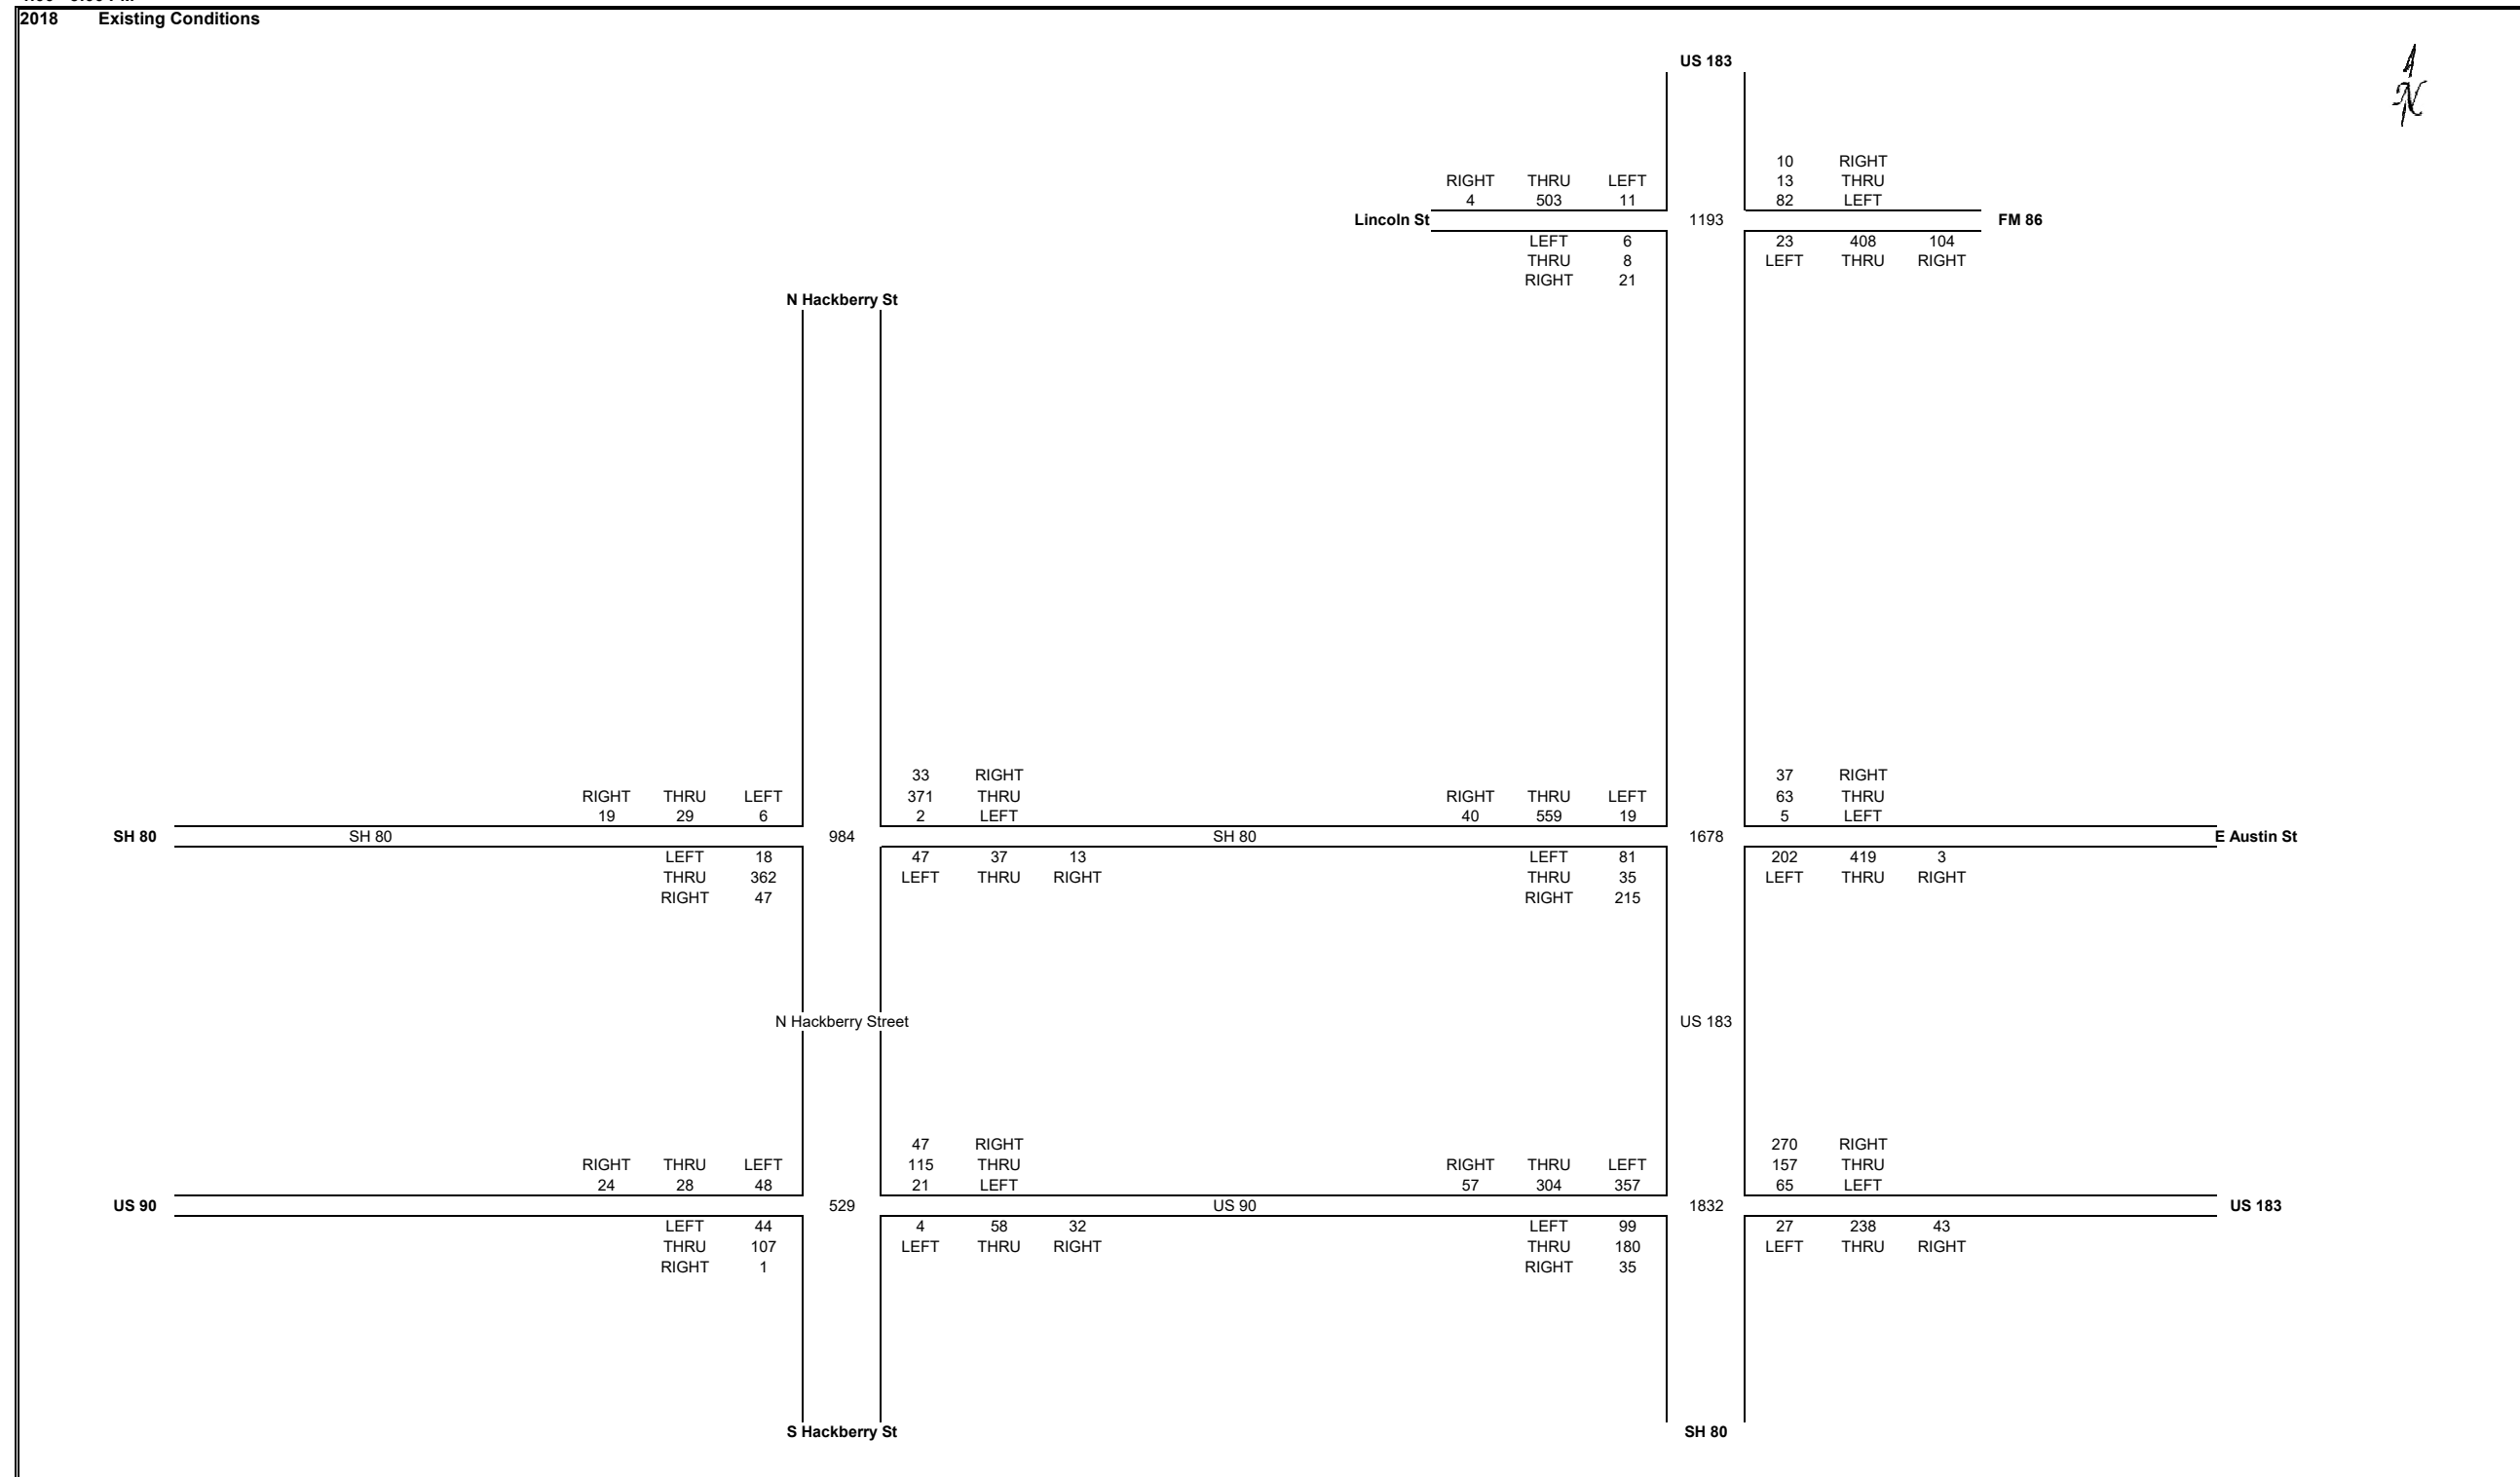 2018 Existing Conditions
N
US 183
10 RIGHT
RIGHT THRU LEFT 13 THRU
4 503 11 82 LEFT
Lincoln St 1193 FM 86
LEFT 6 23 408 104
THRU 8 LEFT THRU RIGHT
RIGHT 21
N Hackberry St
33 RIGHT 37 RIGHT
RIGHT THRU LEFT 371 THRU RIGHT THRU LEFT 63 THRU
19 29 6 2 LEFT 40 559 19 5 LEFT
SH 80 SH 80 984 SH 80 1678 E Austin St
LEFT 18 47 37 13 LEFT 81 202 419 3
THRU 362 LEFT THRU RIGHT THRU 35 LEFT THRU RIGHT
RIGHT 47 RIGHT 215
N Hackberry Street US 183
47 RIGHT 270 RIGHT
RIGHT THRU LEFT 115 THRU RIGHT THRU LEFT 157 THRU
24 28 48 21 LEFT 57 304 357 65 LEFT
US 90 529 US 90 1832 US 183
LEFT 44 4 58 32 LEFT 99 27 238 43
THRU 107 LEFT THRU RIGHT THRU 180 LEFT THRU RIGHT
RIGHT 1 RIGHT 35
S Hackberry St SH 80